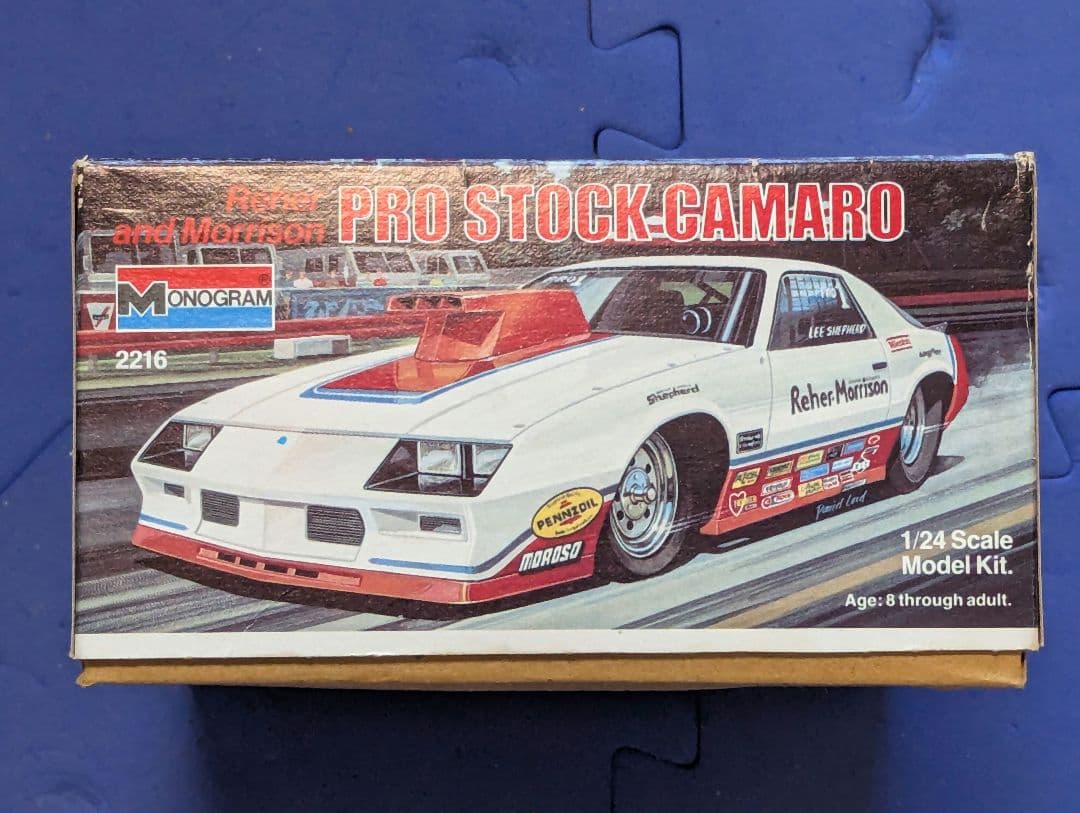 Reher
and Morrison
PRO STOCK CAMARO
MONOGRAM®
2216
LEE SHEPHERD
Winston
Shepherd
Reher-Morrison
PENNZOIL
MOROSO
1/24 Scale
Model Kit.
Age: 8 through adult.